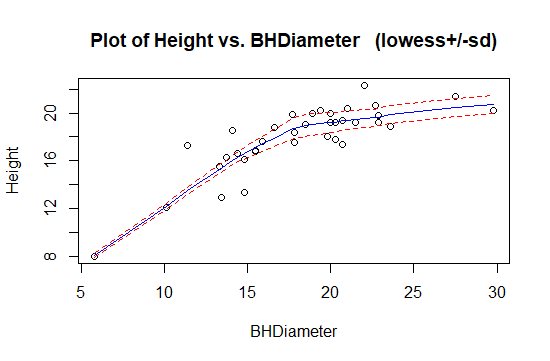 Plot of Height vs. BHDiameter (lowess+/-sd)
Height
20
16
12
8
5 10 15 20 25 30
BHDiameter